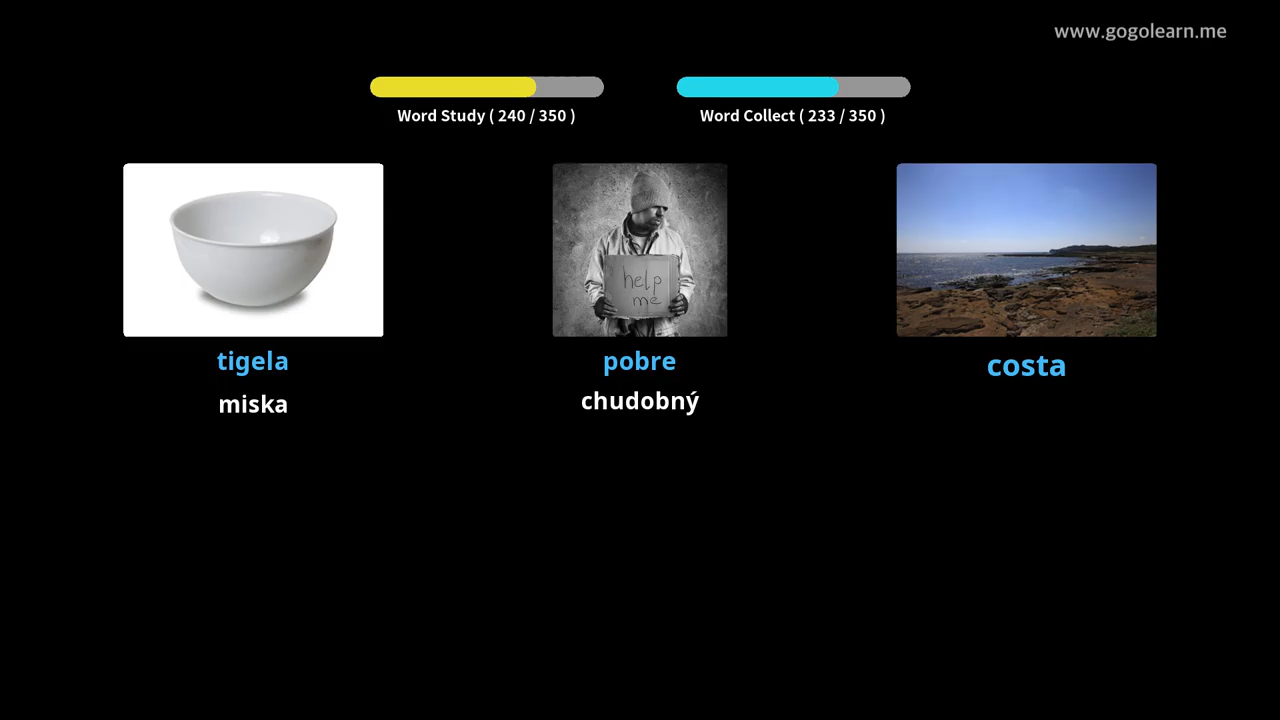 www.gogolearn.me
Word Study ( 240 / 350 )
Word Collect ( 233 / 350 )
help
me
tigela
pobre
costa
miska
chudobný